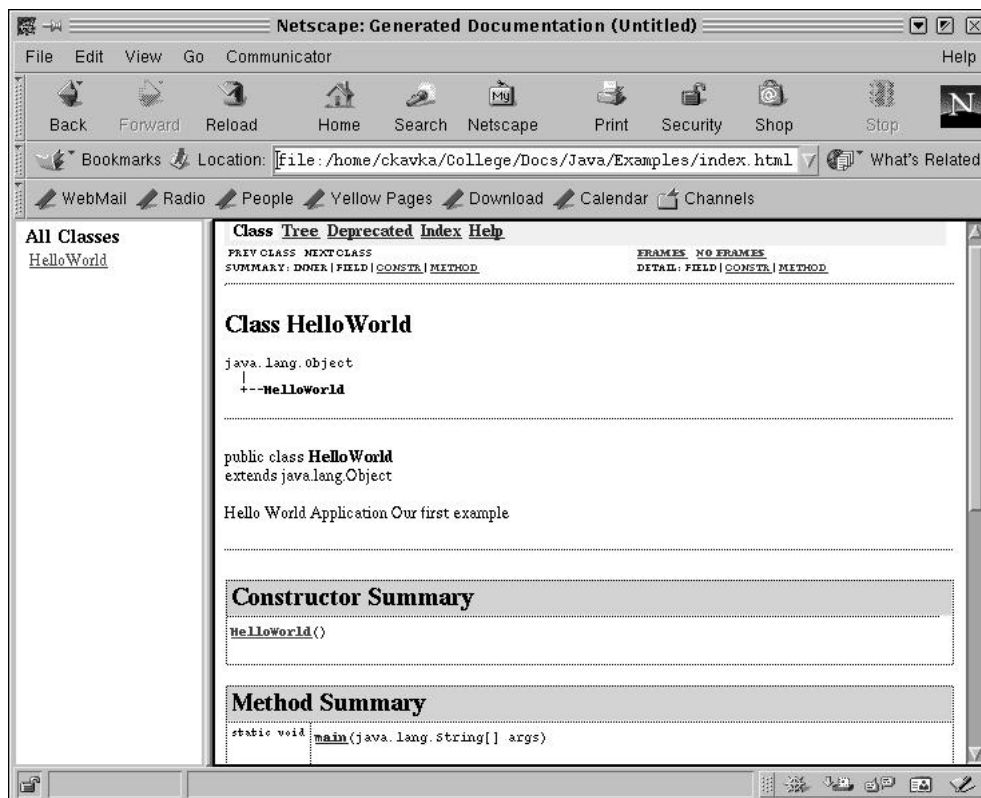 Netscape: Generated Documentation (Untitled)
File Edit View Go Communicator Help
Back Forward Reload Home Search My Netscape Print Security Shop Stop N
Bookmarks Location: file:/home/ckavka/College/Docs/Java/Examples/index.html What's Related
WebMail Radio People Yellow Pages Download Calendar Channels
All Classes
HelloWorld
Class Tree Deprecated Index Help
PREV CLASS NEXT CLASS FRAMES NO FRAMES
SUMMARY: INNER | FIELD | CONSTR | METHOD DETAIL: FIELD | CONSTR | METHOD
Class HelloWorld
java.lang.Object
|
+--HelloWorld
public class HelloWorld
extends java.lang.Object
Hello World Application Our first example
Constructor Summary
HelloWorld()
Method Summary
static void main(java.lang.String[] args)